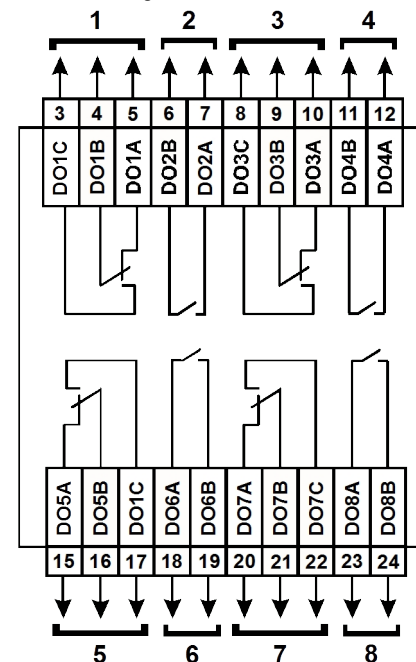 1 2 3 4
3 4 5 6 7 8 9 10 11 12
DO1C DO1B DO1A DO2B DO2A DO3C DO3B DO3A DO4B DO4A
DO5A DO5B DO1C DO6A DO6B DO7A DO7B DO7C DO8A DO8B
15 16 17 18 19 20 21 22 23 24
5 6 7 8